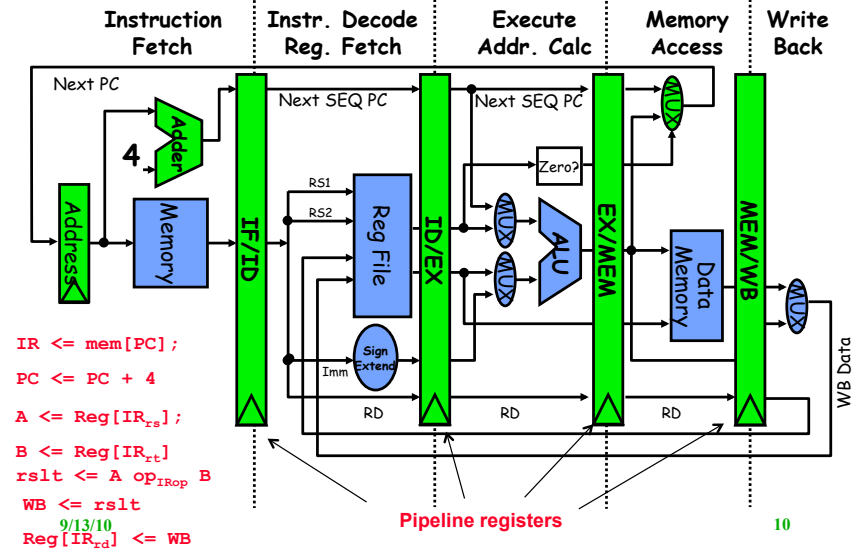 Instruction Fetch
Instr. Decode Reg. Fetch
Execute Addr. Calc
Memory Access
Write Back
Next PC
Next SEQ PC
Next SEQ PC
MUX
4
Adder
Zero?
RS1
RS2
Address
Memory
IF/ID
Reg File
ID/EX
MUX
MUX
ALU
EX/MEM
Data Memory
MEM/WB
MUX
Sign Extend
Imm
RD
RD
RD
WB Data
IR <= mem[PC];
PC <= PC + 4
A <= Reg[IRrs];
B <= Reg[IRrt]
rslt <= A opIRop B
WB <= rslt
Reg[IRrd] <= WB
9/13/10
Pipeline registers
10